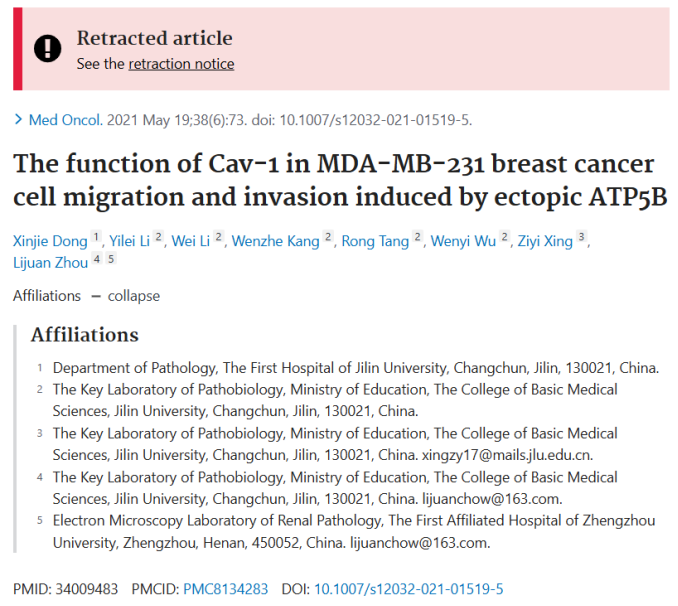 Retracted article
See the retraction notice
Med Oncol. 2021 May 19;38(6):73. doi: 10.1007/s12032-021-01519-5.
The function of Cav-1 in MDA-MB-231 breast cancer
cell migration and invasion induced by ectopic ATP5B
Xinjie Dong 1, Yilei Li 2, Wei Li 2, Wenzhe Kang 2, Rong Tang 2, Wenyi Wu 2, Ziyi Xing 3,
Lijuan Zhou 4 5
Affiliations – collapse
Affiliations
1 Department of Pathology, The First Hospital of Jilin University, Changchun, Jilin, 130021, China.
2 The Key Laboratory of Pathobiology, Ministry of Education, The College of Basic Medical
Sciences, Jilin University, Changchun, Jilin, 130021, China.
3 The Key Laboratory of Pathobiology, Ministry of Education, The College of Basic Medical
Sciences, Jilin University, Changchun, Jilin, 130021, China. xingzy17@mails.jlu.edu.cn.
4 The Key Laboratory of Pathobiology, Ministry of Education, The College of Basic Medical
Sciences, Jilin University, Changchun, Jilin, 130021, China. lijuanchow@163.com.
5 Electron Microscopy Laboratory of Renal Pathology, The First Affiliated Hospital of Zhengzhou
University, Zhengzhou, Henan, 450052, China. lijuanchow@163.com.
PMID: 34009483 PMCID: PMC8134283 DOI: 10.1007/s12032-021-01519-5